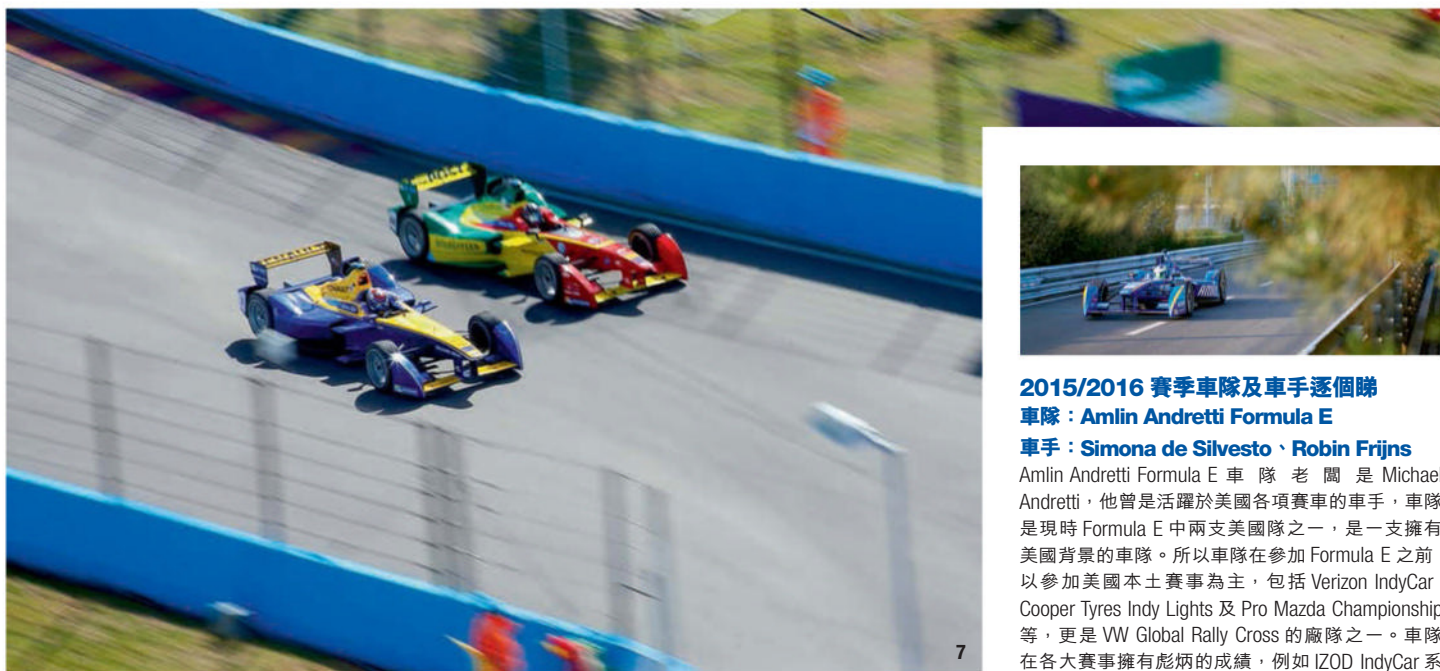 7
2015/2016 賽季車隊及車手逐個睇
車隊：Amlin Andretti Formula E
車手：Simona de Silvesto、Robin Frijns
Amlin Andretti Formula E 車隊老闆是 Michael
Andretti，他曾是活躍於美國各項賽車的車手，車隊
是現時 Formula E 中兩支美國隊之一，是一支擁有
美國背景的車隊。所以車隊在參加 Formula E 之前
以參加美國本土賽事為主，包括 Verizon IndyCar
Cooper Tyres Indy Lights 及 Pro Mazda Championship
等，更是 VW Global Rally Cross 的廠隊之一。車隊
在各大賽事擁有彪炳的成績，例如 IZOD IndyCar 系